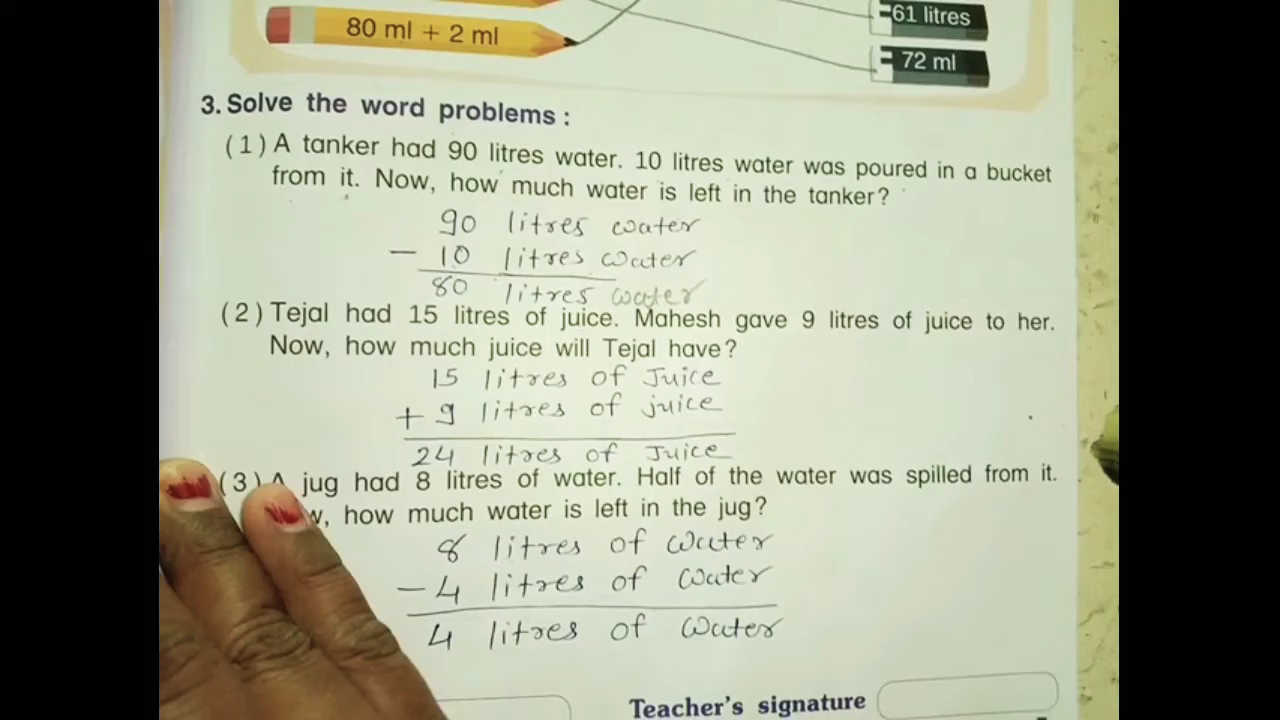 80 ml + 2 ml
61 litres
72 ml
3. Solve the word problems :
(1) A tanker had 90 litres water. 10 litres water was poured in a bucket
from it. Now, how much water is left in the tanker?
90 litres water
− 10 litres water
80 litres water
(2) Tejal had 15 litres of juice. Mahesh gave 9 litres of juice to her.
Now, how much juice will Tejal have?
15 litres of Juice
+ 9 litres of juice
24 litres of Juice
(3) A jug had 8 litres of water. Half of the water was spilled from it.
how much water is left in the jug?
8 litres of water
− 4 litres of water
4 litres of water
Teacher's signature